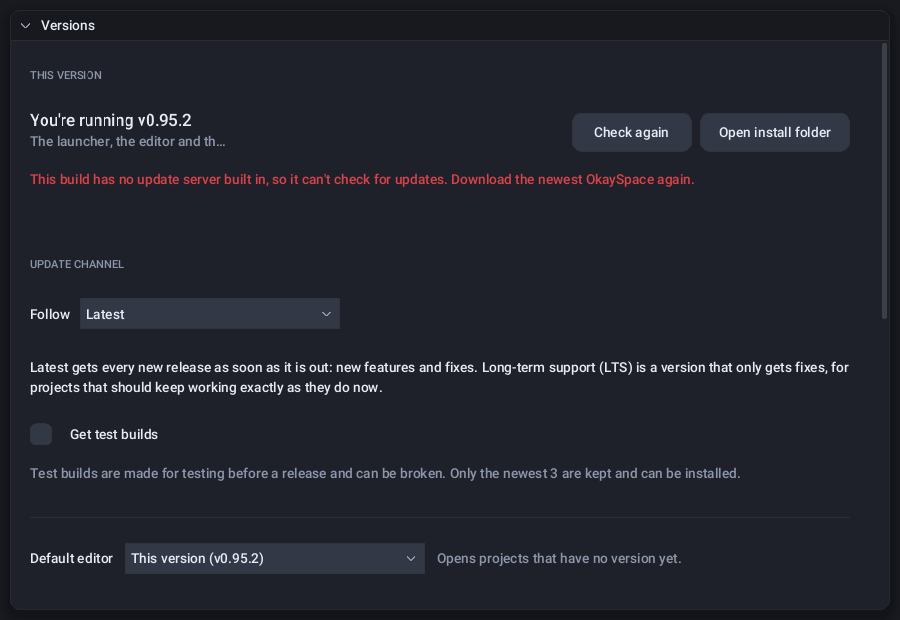 Versions
THIS VERSION
You're running v0.95.2
The launcher, the editor and th...
Check again
Open install folder
This build has no update server built in, so it can't check for updates. Download the newest OkaySpace again.
UPDATE CHANNEL
Follow
Latest
Latest gets every new release as soon as it is out: new features and fixes. Long-term support (LTS) is a version that only gets fixes, for
projects that should keep working exactly as they do now.
Get test builds
Test builds are made for testing before a release and can be broken. Only the newest 3 are kept and can be installed.
Default editor
This version (v0.95.2)
Opens projects that have no version yet.